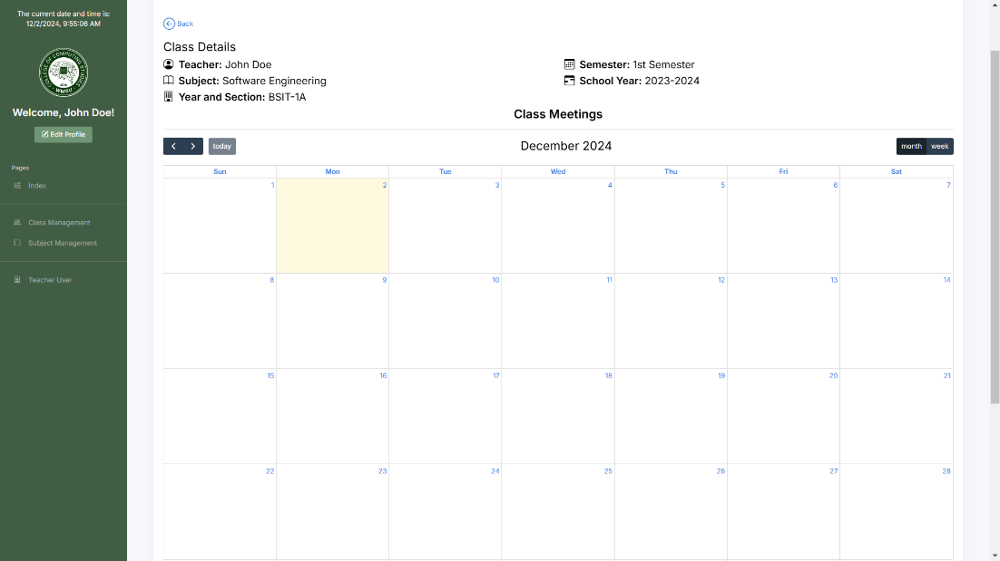 The current date and time is:
12/2/2024, 9:55:06 AM
COLLEGE OF COMPUTING STUDIES
WMSU
Welcome, John Doe!
Edit Profile
Pages
Index
Class Management
Subject Management
Teacher User
Back
Class Details
Teacher: John Doe
Subject: Software Engineering
Year and Section: BSIT-1A
Semester: 1st Semester
School Year: 2023-2024
Class Meetings
today
December 2024
month week
Sun Mon Tue Wed Thu Fri Sat
1 2 3 4 5 6 7
8 9 10 11 12 13 14
15 16 17 18 19 20 21
22 23 24 25 26 27 28